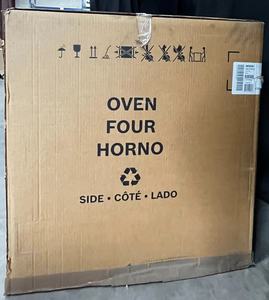 OVEN
FOUR
HORNO
SIDE • CÔTÉ • LADO